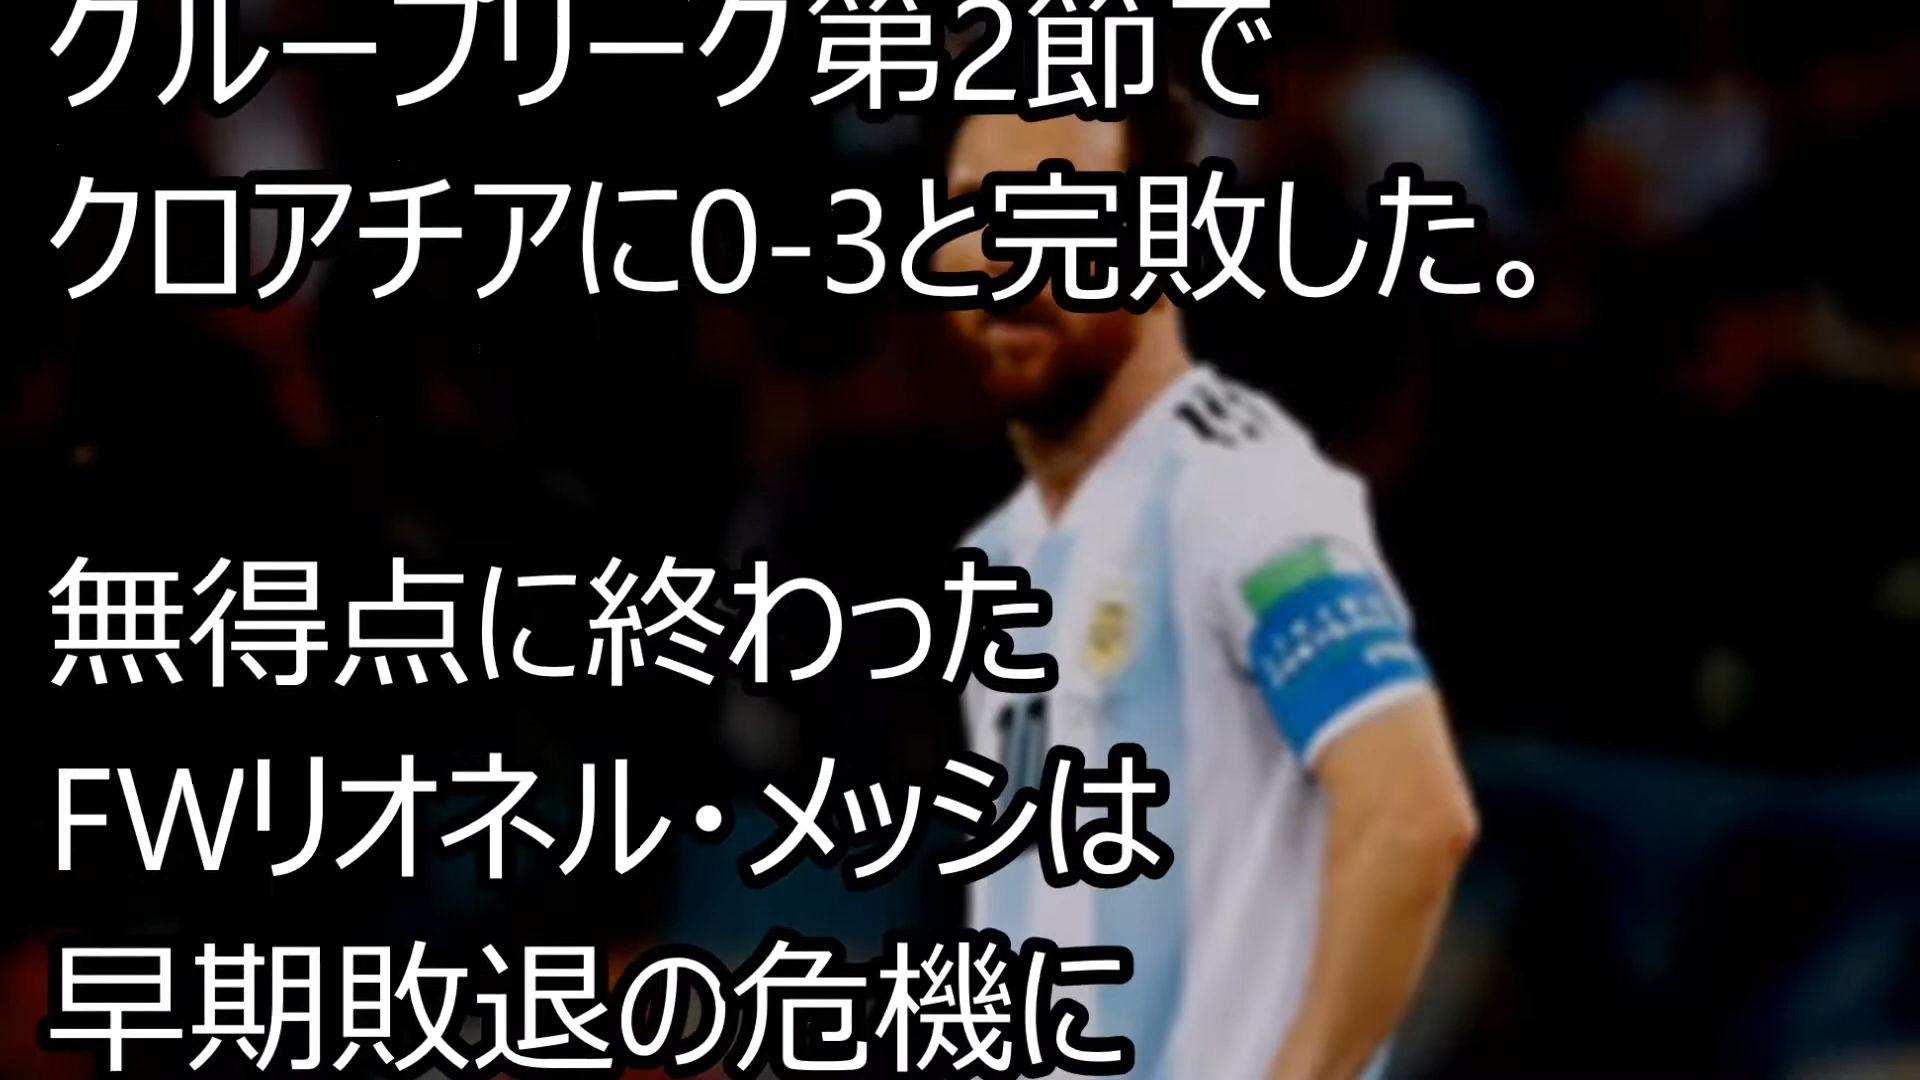 グループリーグ第2節で
クロアチアに0-3と完敗した。
無得点に終わった
FWリオネル・メッシは
早期敗退の危機に